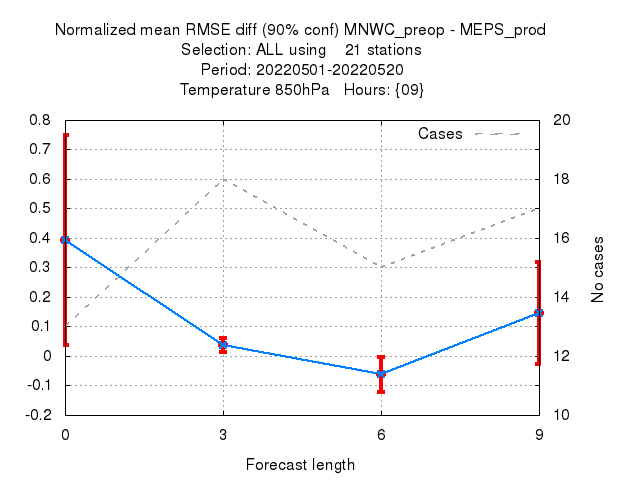 Normalized mean RMSE diff (90% conf) MNWC_preop - MEPS_prod
Selection: ALL using 21 stations
Period: 20220501-20220520
Temperature 850hPa Hours: {09}
0.8
0.7
0.6
0.5
0.4
0.3
0.2
0.1
0
-0.1
-0.2
Cases
20
18
16
14
12
10
No cases
0 3 6 9
Forecast length